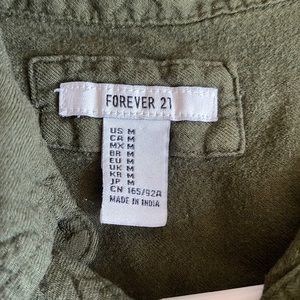 FOREVER 21
US M
CA M
MX M
BR M
EU M
UK M
KR M
JP M
CN 165/92A
MADE IN INDIA